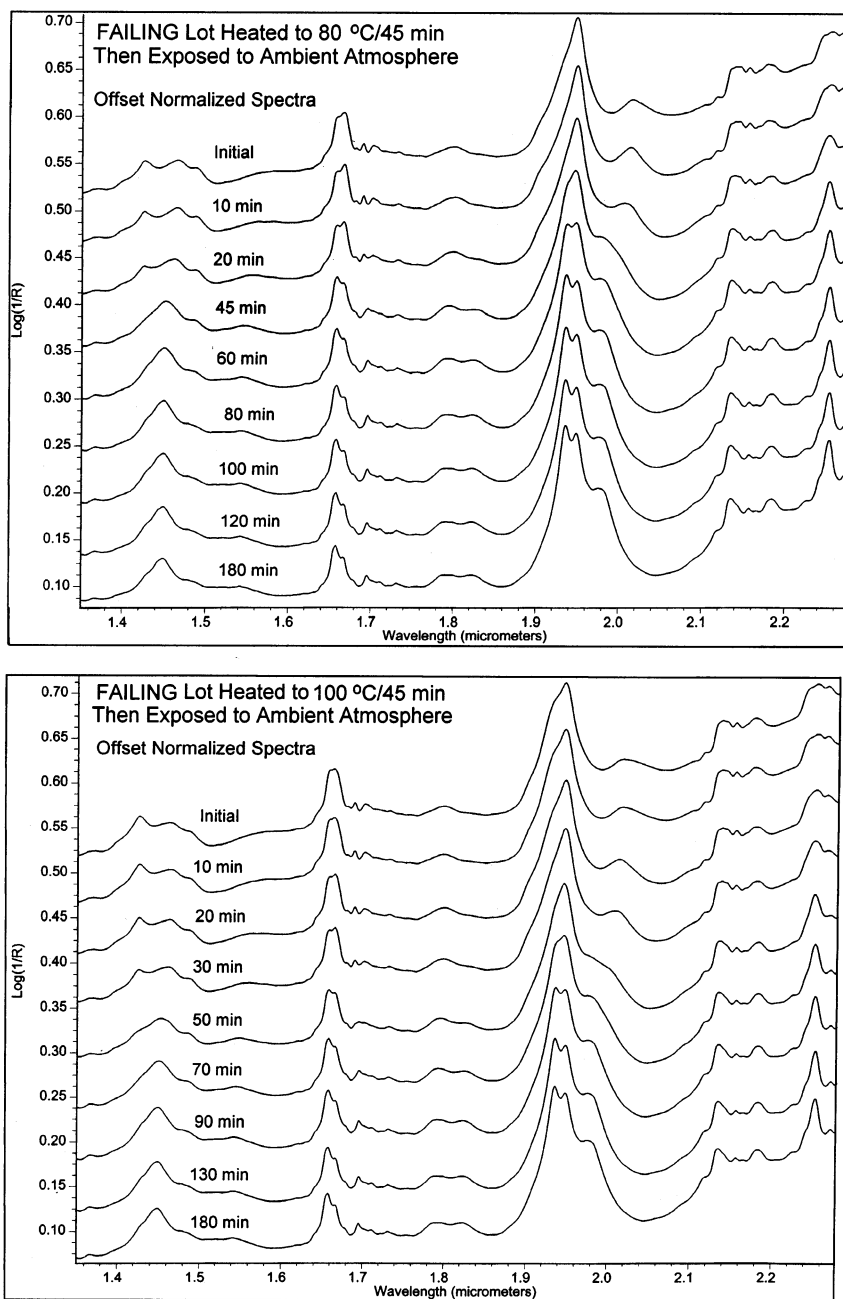 FAILING Lot Heated to 80 ºC/45 min
Then Exposed to Ambient Atmosphere
Offset Normalized Spectra
Initial
10 min
20 min
45 min
60 min
80 min
100 min
120 min
180 min
Log(1/R)
0.70
0.65
0.60
0.55
0.50
0.45
0.40
0.35
0.30
0.25
0.20
0.15
0.10
1.4
1.5
1.6
1.7
1.8
1.9
2.0
2.1
2.2
Wavelength (micrometers)
FAILING Lot Heated to 100 ºC/45 min
Then Exposed to Ambient Atmosphere
Offset Normalized Spectra
Initial
10 min
20 min
30 min
50 min
70 min
90 min
130 min
180 min
Log(1/R)
0.70
0.65
0.60
0.55
0.50
0.45
0.40
0.35
0.30
0.25
0.20
0.15
0.10
1.4
1.5
1.6
1.7
1.8
1.9
2.0
2.1
2.2
Wavelength (micrometers)